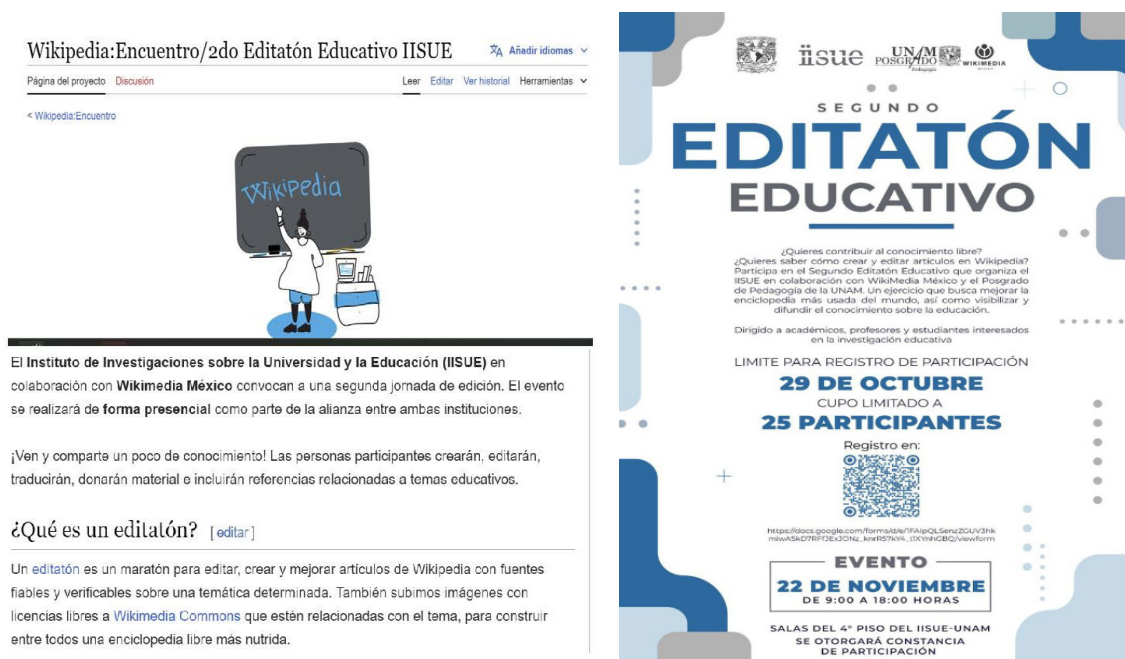 Wikipedia:Encuentro/2do Editatón Educativo IISUE
Añadir idiomas
Página del proyecto Discusión
Leer Editar Ver historial Herramientas
< Wikipedia:Encuentro
Wikipedia
El Instituto de Investigaciones sobre la Universidad y la Educación (IISUE) en
colaboración con Wikimedia México convocan a una segunda jornada de edición. El evento
se realizará de forma presencial como parte de la alianza entre ambas instituciones.
¡Ven y comparte un poco de conocimiento! Las personas participantes crearán, editarán,
traducirán, donarán material e incluirán referencias relacionadas a temas educativos.
¿Qué es un editatón? [editar]
Un editatón es un maratón para editar, crear y mejorar artículos de Wikipedia con fuentes
fiables y verificables sobre una temática determinada. También subimos imágenes con
licencias libres a Wikimedia Commons que estén relacionadas con el tema, para construir
entre todos una enciclopedia libre más nutrida.
iisue
UNAM
POSGRADO
Pedagogía
WIKIMEDIA
SEGUNDO
EDITATÓN
EDUCATIVO
¿Quieres contribuir al conocimiento libre?
¿Quieres saber cómo crear y editar artículos en Wikipedia?
Participa en el Segundo Editatón Educativo que organiza el
IISUE en colaboración con WikiMedia México y el Posgrado
de Pedagogía de la UNAM. Un ejercicio que busca mejorar la
enciclopedia más usada del mundo, así como visibilizar y
difundir el conocimiento sobre la educación.
Dirigido a académicos, profesores y estudiantes interesados
en la investigación educativa
LIMITE PARA REGISTRO DE PARTICIPACIÓN
29 DE OCTUBRE
CUPO LIMITADO A
25 PARTICIPANTES
Registro en:
EVENTO
22 DE NOVIEMBRE
DE 9:00 A 18:00 HORAS
SALAS DEL 4º PISO DEL IISUE-UNAM
SE OTORGARÁ CONSTANCIA
DE PARTICIPACIÓN